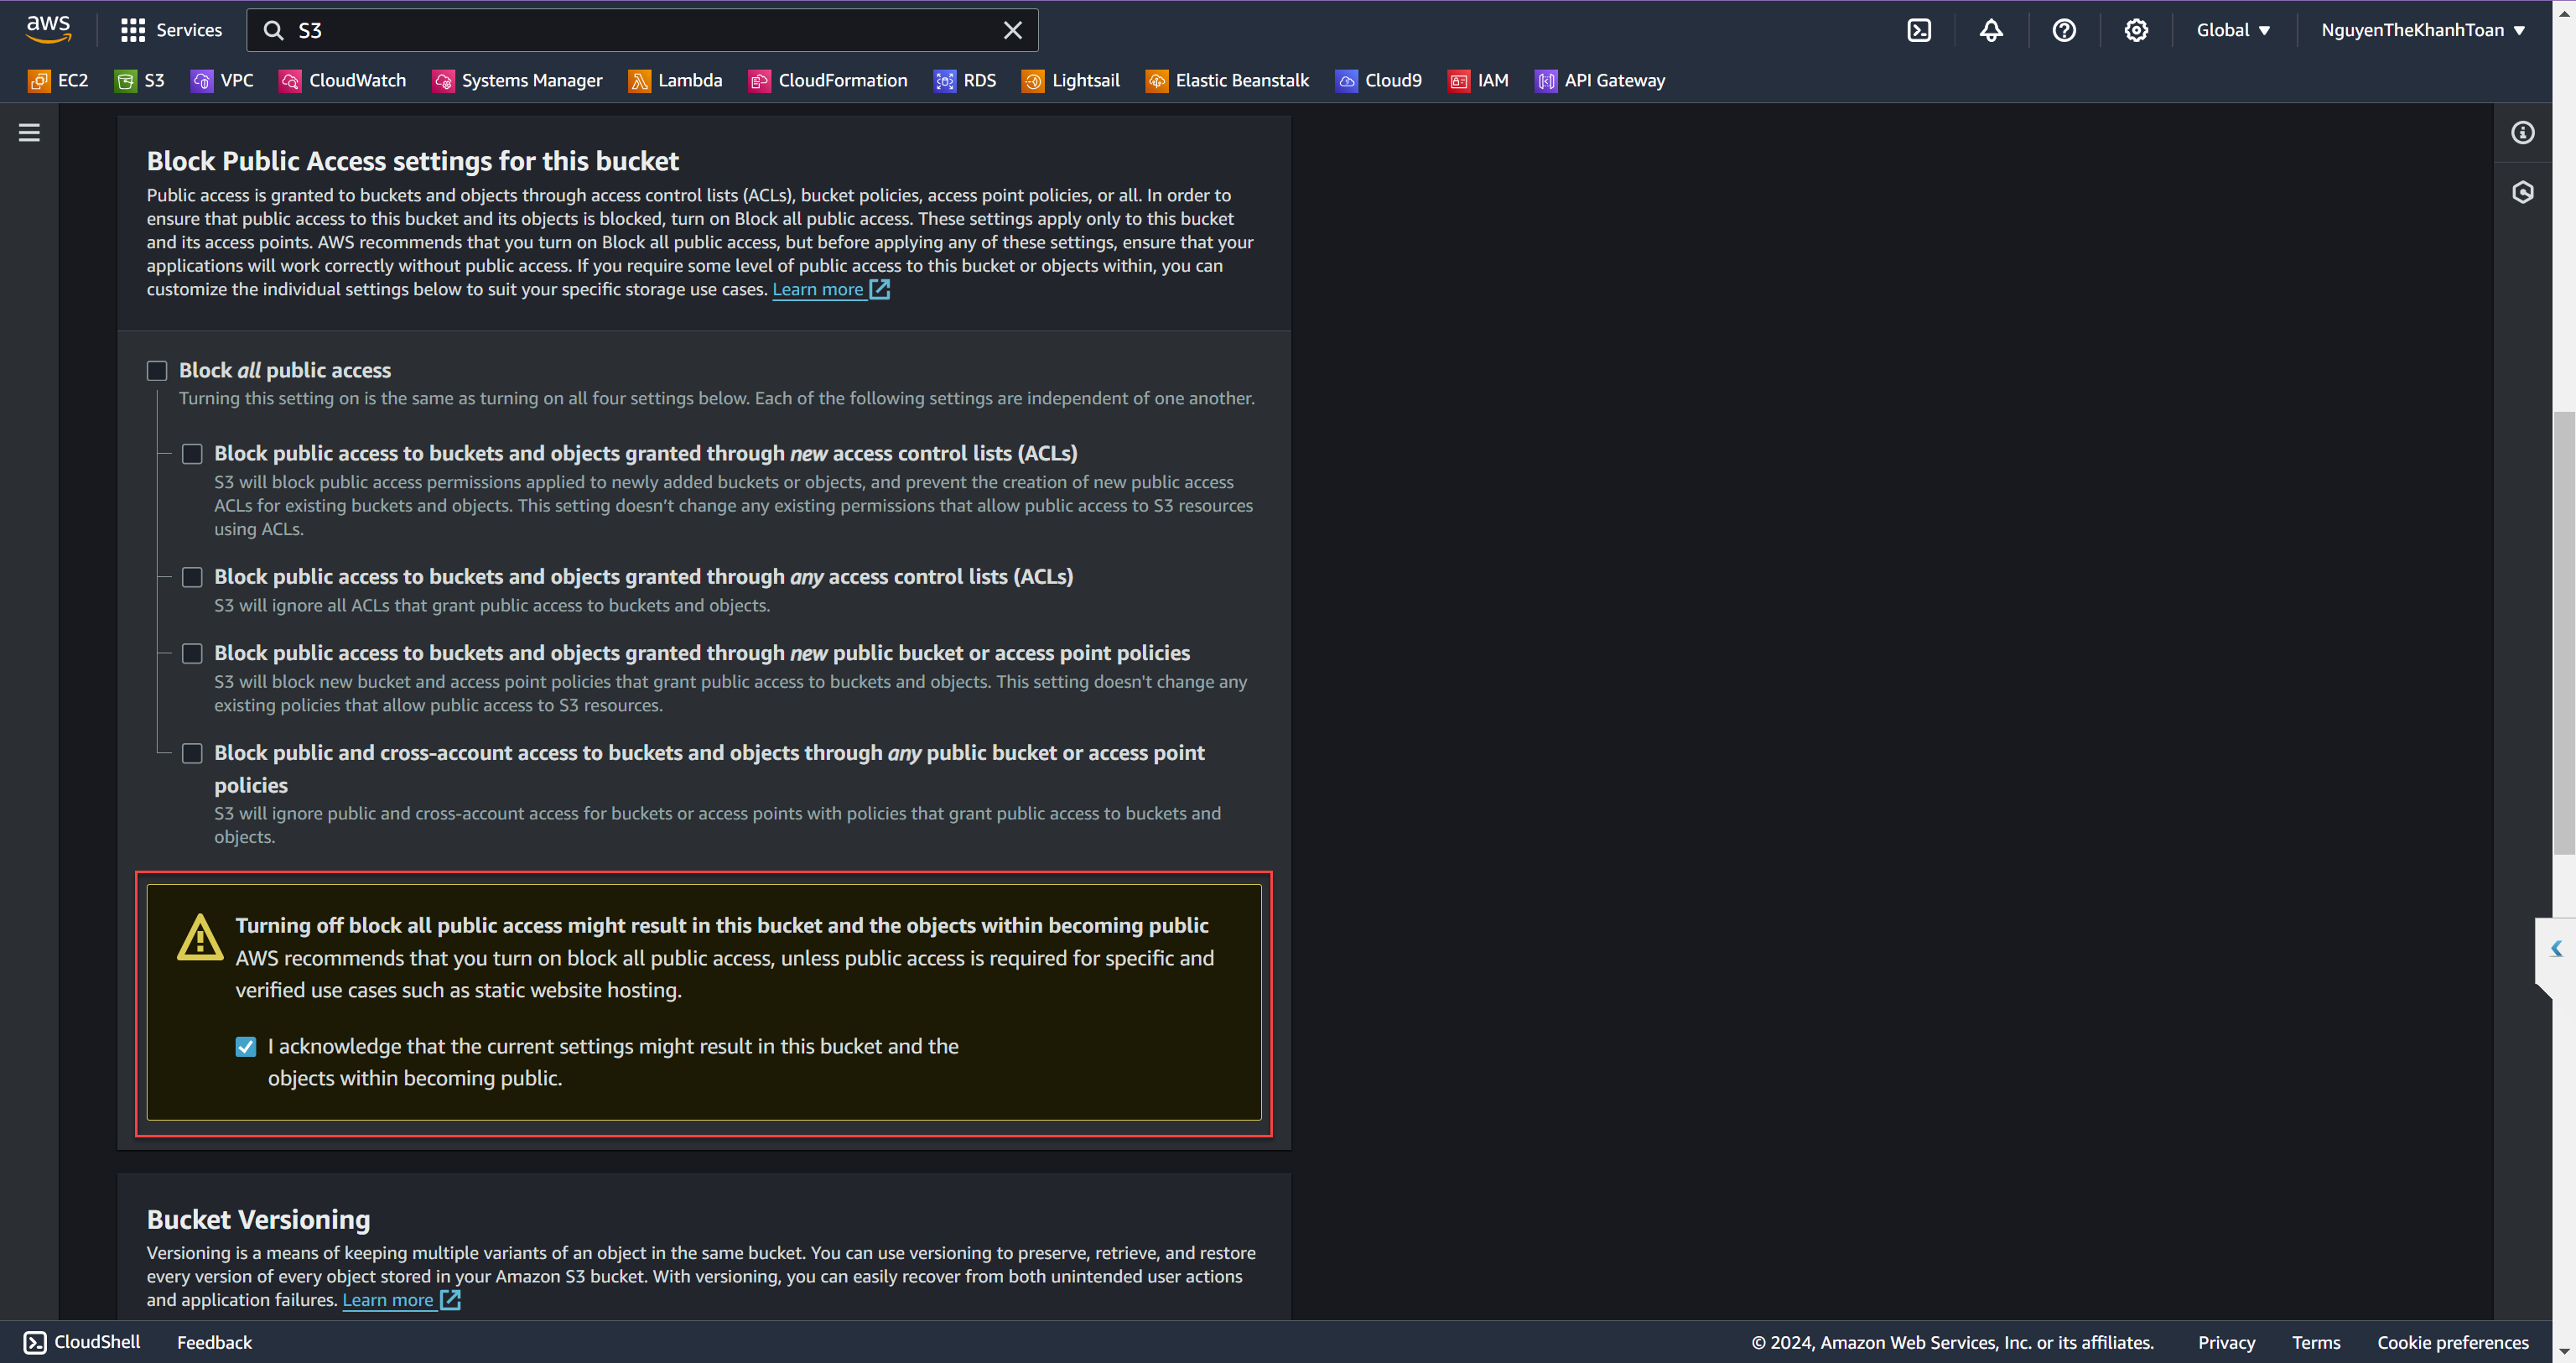 aws
Services
S3
Global
NguyenTheKhanhToan
EC2
S3
VPC
CloudWatch
Systems Manager
Lambda
CloudFormation
RDS
Lightsail
Elastic Beanstalk
Cloud9
IAM
API Gateway
Block Public Access settings for this bucket
Public access is granted to buckets and objects through access control lists (ACLs), bucket policies, access point policies, or all. In order to
ensure that public access to this bucket and its objects is blocked, turn on Block all public access. These settings apply only to this bucket
and its access points. AWS recommends that you turn on Block all public access, but before applying any of these settings, ensure that your
applications will work correctly without public access. If you require some level of public access to this bucket or objects within, you can
customize the individual settings below to suit your specific storage use cases. Learn more
Block all public access
Turning this setting on is the same as turning on all four settings below. Each of the following settings are independent of one another.
Block public access to buckets and objects granted through new access control lists (ACLs)
S3 will block public access permissions applied to newly added buckets or objects, and prevent the creation of new public access
ACLs for existing buckets and objects. This setting doesn’t change any existing permissions that allow public access to S3 resources
using ACLs.
Block public access to buckets and objects granted through any access control lists (ACLs)
S3 will ignore all ACLs that grant public access to buckets and objects.
Block public access to buckets and objects granted through new public bucket or access point policies
S3 will block new bucket and access point policies that grant public access to buckets and objects. This setting doesn't change any
existing policies that allow public access to S3 resources.
Block public and cross-account access to buckets and objects through any public bucket or access point
policies
S3 will ignore public and cross-account access for buckets or access points with policies that grant public access to buckets and
objects.
Turning off block all public access might result in this bucket and the objects within becoming public
AWS recommends that you turn on block all public access, unless public access is required for specific and
verified use cases such as static website hosting.
I acknowledge that the current settings might result in this bucket and the
objects within becoming public.
Bucket Versioning
Versioning is a means of keeping multiple variants of an object in the same bucket. You can use versioning to preserve, retrieve, and restore
every version of every object stored in your Amazon S3 bucket. With versioning, you can easily recover from both unintended user actions
and application failures. Learn more
CloudShell
Feedback
© 2024, Amazon Web Services, Inc. or its affiliates.
Privacy
Terms
Cookie preferences